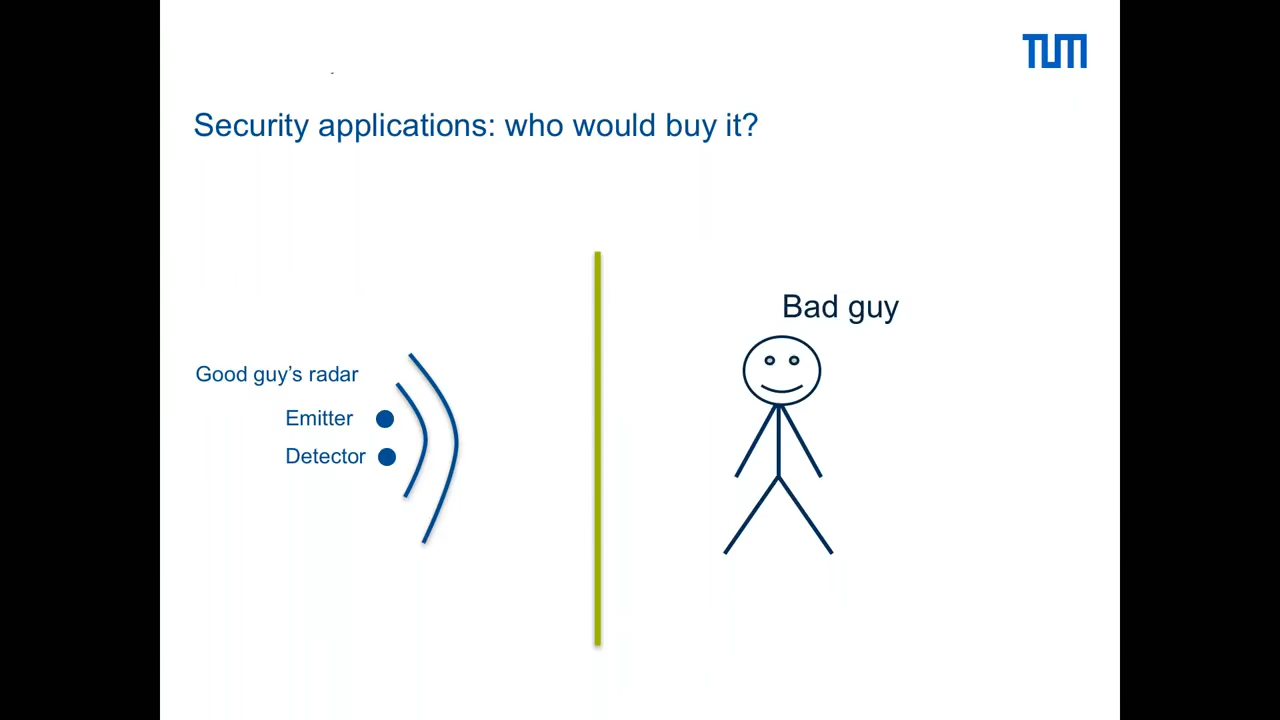 TUM
Security applications: who would buy it?
Bad guy
Good guy’s radar
Emitter
Detector